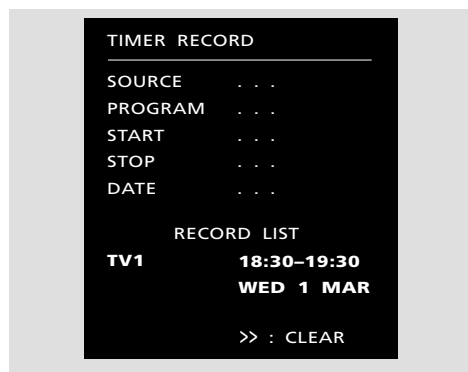 TIMER RECORD
SOURCE . . .
PROGRAM . . .
START . . .
STOP . . .
DATE . . .
RECORD LIST
TV1 18:30–19:30
WED 1 MAR
>> : CLEAR